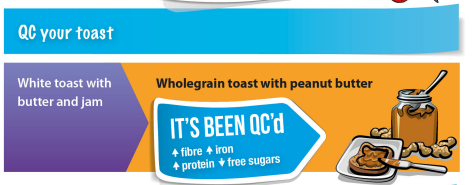 QC your toast
White toast with
butter and jam
Wholegrain toast with peanut butter
IT'S BEEN QC'd
↑ fibre ↑ iron
↑ protein ↓ free sugars